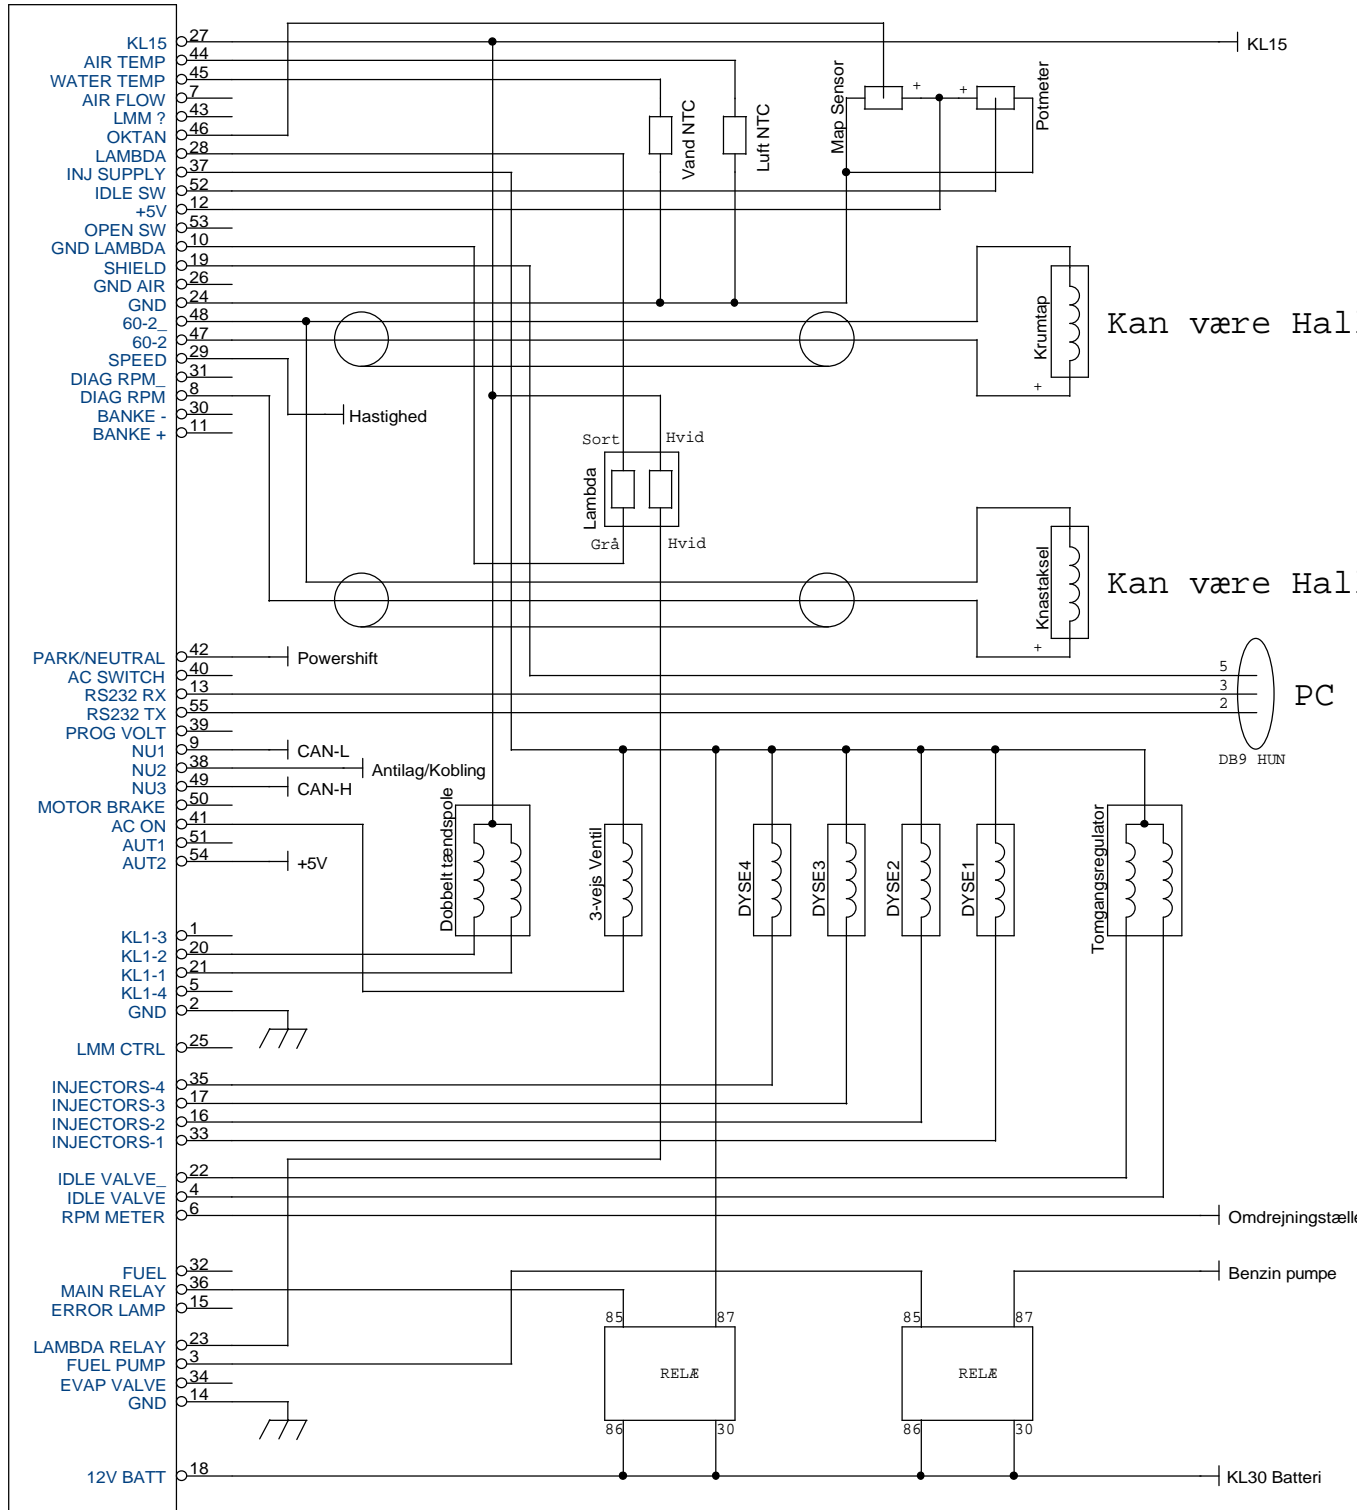 KL15 27
AIR TEMP 44
WATER TEMP 45
AIR FLOW 7
LMM ? 43
OKTAN 46
LAMBDA 28
INJ SUPPLY 37
IDLE SW 52
+5V 12
OPEN SW 53
GND LAMBDA 10
SHIELD 19
GND AIR 26
GND 24
60-2_ 48
60-2 47
SPEED 29
DIAG RPM_ 31
DIAG RPM 8
BANKE - 30
BANKE + 11
KL15
Map Sensor
+ +
Potmeter
Vand NTC
Luft NTC
Krumtap
+
Kan være Hal
Hastighed
Sort Hvid
Lambda
Grå Hvid
Knastaksel
+
Kan være Hal
PARK/NEUTRAL 42
AC SWITCH 40
RS232 RX 13
RS232 TX 55
PROG VOLT 39
NU1 9
NU2 38
NU3 49
MOTOR BRAKE 50
AC ON 41
AUT1 51
AUT2 54
Powershift
CAN-L
Antilag/Kobling
CAN-H
+5V
5
3
2
PC
DB9 HUN
Dobbelt tændspole
3-vejs Ventil
DYSE4
DYSE3
DYSE2
DYSE1
Tomgangsregulator
KL1-3 1
KL1-2 20
KL1-1 21
KL1-4 5
GND 2
LMM CTRL 25
INJECTORS-4 35
INJECTORS-3 17
INJECTORS-2 16
INJECTORS-1 33
IDLE VALVE_ 22
IDLE VALVE 4
RPM METER 6
Omdrejningstælle
FUEL 32
MAIN RELAY 36
ERROR LAMP 15
LAMBDA RELAY 23
FUEL PUMP 3
EVAP VALVE 34
GND 14
12V BATT 18
Benzin pumpe
85 87
RELÆ
86 30
85 87
RELÆ
86 30
KL30 Batteri